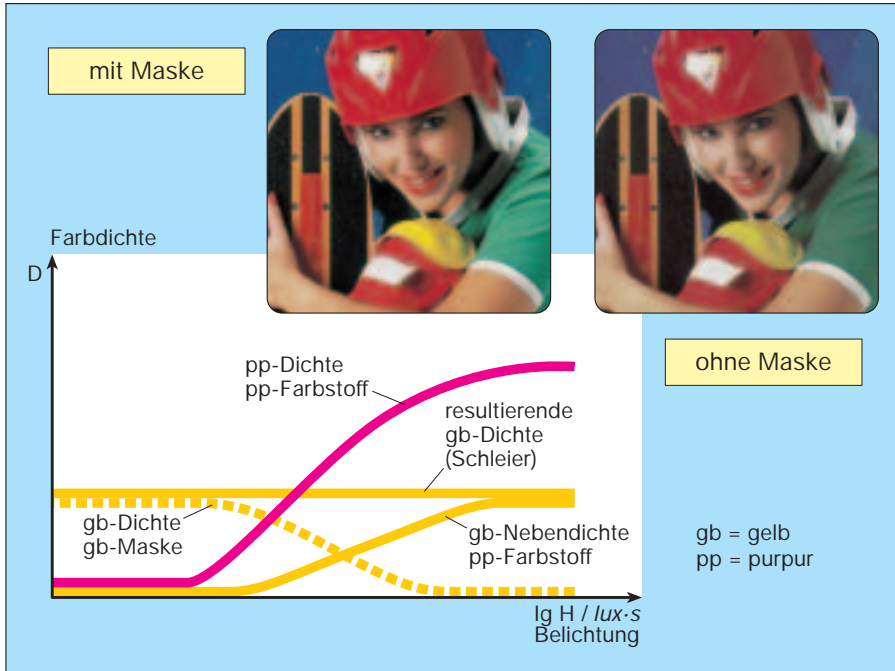 mit Maske
Farbdichte
D
ohne Maske
pp-Dichte
pp-Farbstoff
resultierende
gb-Dichte
(Schleier)
gb-Dichte
gb-Maske
gb-Nebendichte
pp-Farbstoff
gb = gelb
pp = purpur
lg H / lux·s
Belichtung